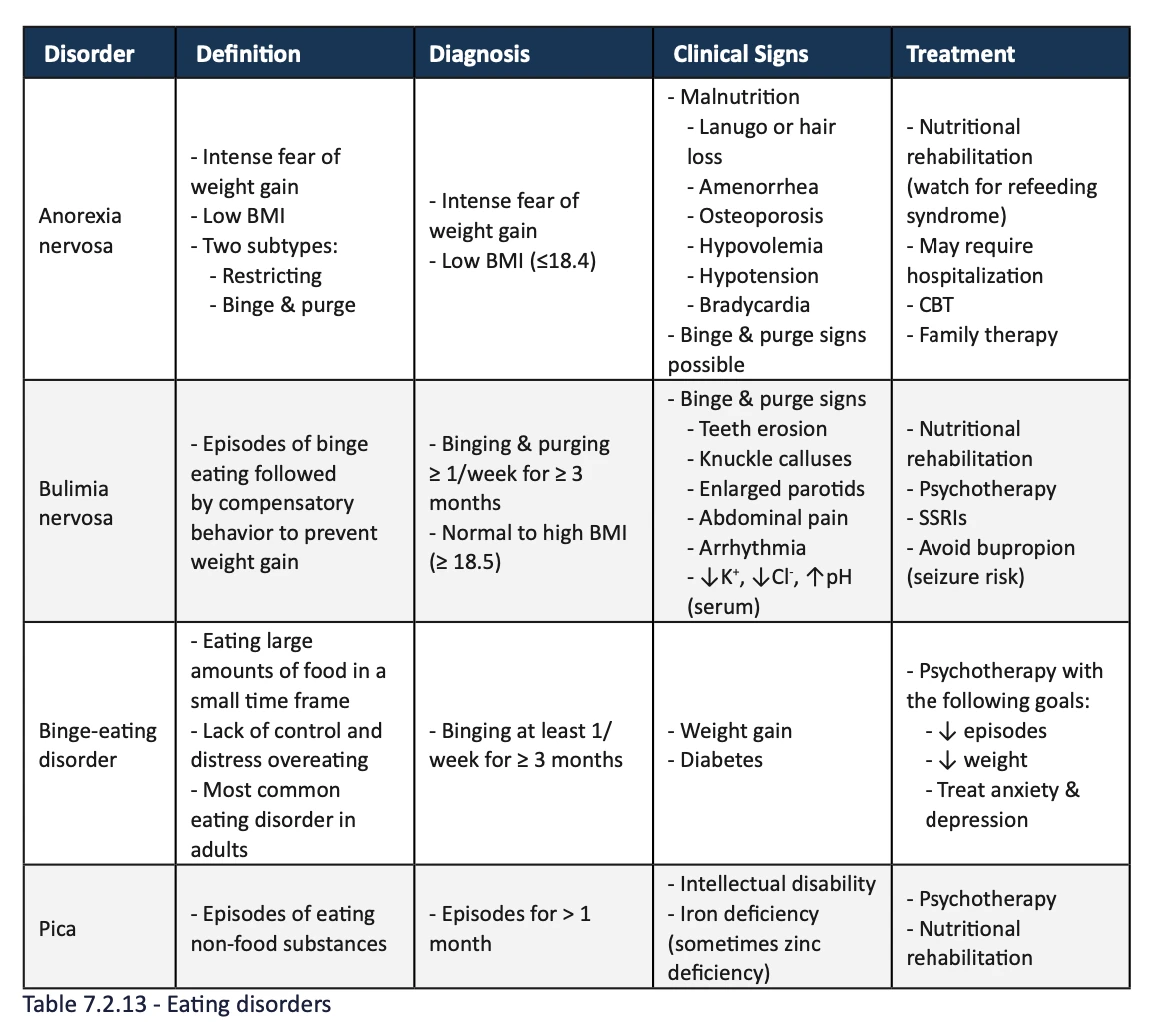 Disorder Definition Diagnosis Clinical Signs Treatment
Anorexia
nervosa
- Intense fear of
weight gain
- Low BMI
- Two subtypes:
- Restricting
- Binge & purge
- Intense fear of
weight gain
- Low BMI (≤18.4)
- Malnutrition
- Lanugo or hair
loss
- Amenorrhea
- Osteoporosis
- Hypovolemia
- Hypotension
- Bradycardia
- Binge & purge signs
possible
- Nutritional
rehabilitation
(watch for refeeding
syndrome)
- May require
hospitalization
- CBT
- Family therapy
Bulimia
nervosa
- Episodes of binge
eating followed
by compensatory
behavior to prevent
weight gain
- Binging & purging
≥ 1/week for ≥ 3
months
- Normal to high BMI
(≥ 18.5)
- Binge & purge signs
- Teeth erosion
- Knuckle calluses
- Enlarged parotids
- Abdominal pain
- Arrhythmia
- ↓K⁺, ↓Cl⁻, ↑pH
(serum)
- Nutritional
rehabilitation
- Psychotherapy
- SSRIs
- Avoid bupropion
(seizure risk)
Binge-eating
disorder
- Eating large
amounts of food in a
small time frame
- Lack of control and
distress overeating
- Most common
eating disorder in
adults
- Binging at least 1/
week for ≥ 3 months
- Weight gain
- Diabetes
- Psychotherapy with
the following goals:
- ↓ episodes
- ↓ weight
- Treat anxiety &
depression
Pica
- Episodes of eating
non-food substances
- Episodes for > 1
month
- Intellectual disability
- Iron deficiency
(sometimes zinc
deficiency)
- Psychotherapy
- Nutritional
rehabilitation
Table 7.2.13 - Eating disorders